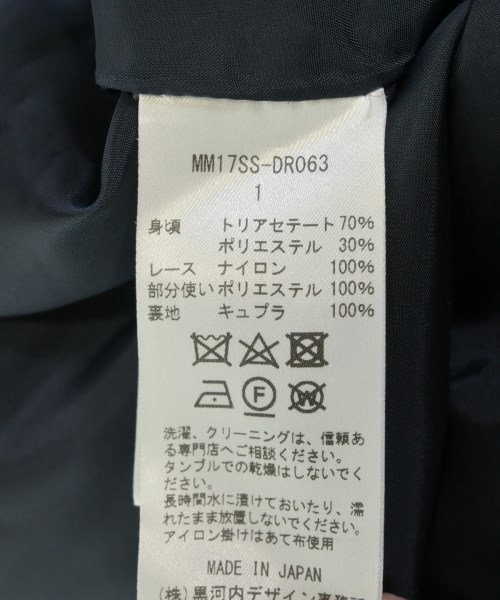 MM17SS-DR063
1
身頃 トリアセテート 70%
ポリエステル 30%
レース ナイロン 100%
部分使い ポリエステル 100%
裏地 キュプラ 100%
F W
洗濯、クリーニングは、信頼あ
る専門店へご相談ください。
タンブルでの乾燥はしないでく
ださい。
長時間水に漬けておいたり、濡
れたまま放置しないでください。
アイロン掛けはあて布使用
MADE IN JAPAN
(株)黒河内デザイン事務所